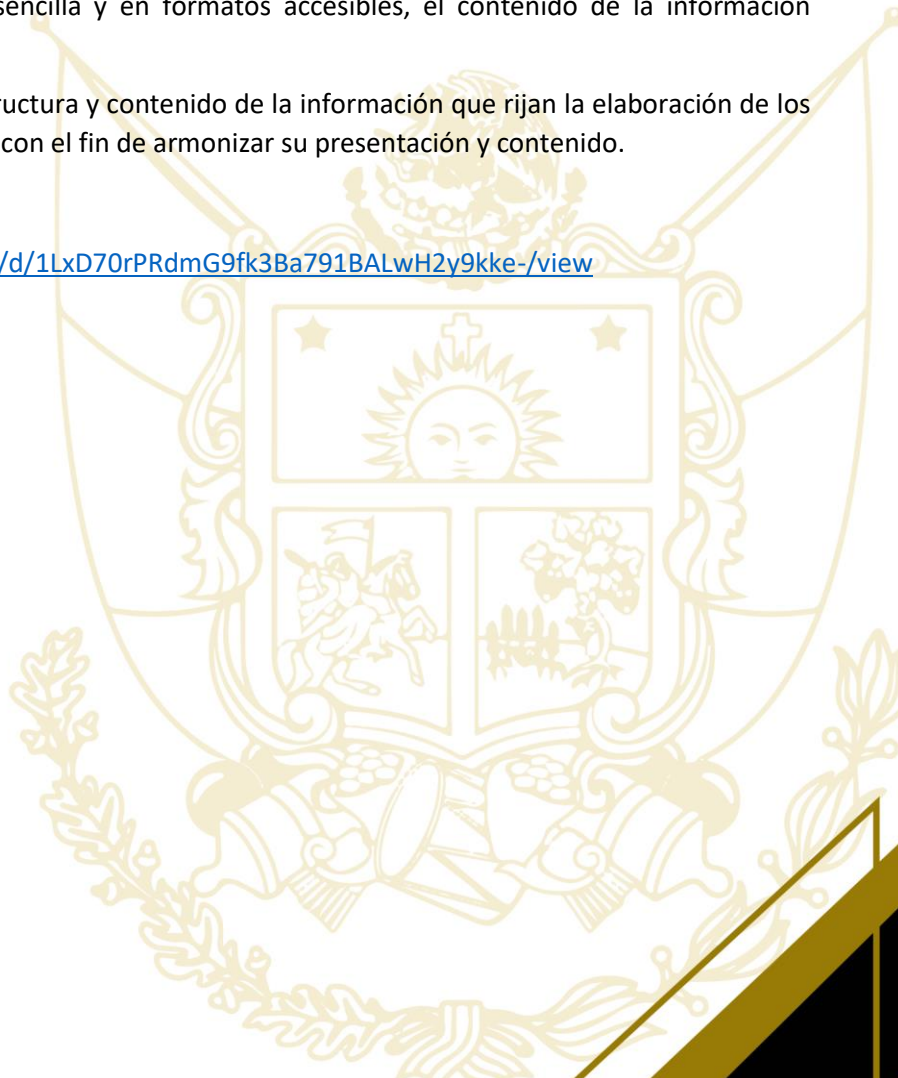 sencilla y en formatos accesibles, el contenido de la información
ructura y contenido de la información que rijan la elaboración de los
con el fin de armonizar su presentación y contenido.
/d/1LxD70rPRdmG9fk3Ba791BALwH2y9kke-/view